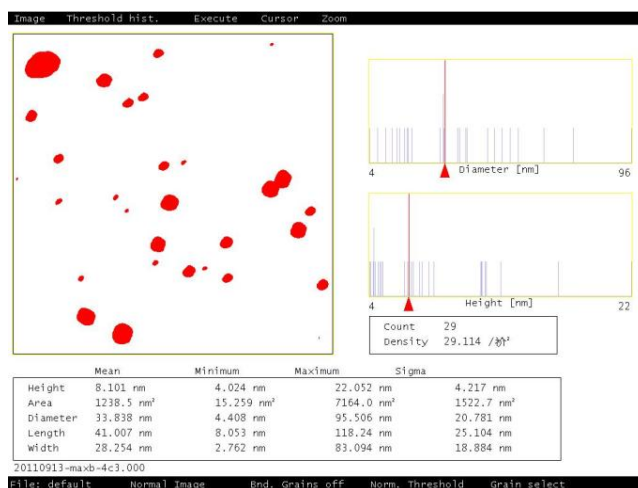 Image Threshold hist. Execute Cursor Zoom
4 Diameter [nm] 96
4 Height [nm] 22
Count 29
Density 29.114
Mean Minimum Maximum Sigma
Height 8.101 nm 4.024 nm 22.052 nm 4.217 nm
Area 1238.5 nm² 15.259 nm² 7164.0 nm² 1522.7 nm²
Diameter 33.838 nm 4.408 nm 95.506 nm 20.781 nm
Length 41.007 nm 8.053 nm 118.24 nm 25.104 nm
Width 28.254 nm 2.762 nm 83.094 nm 18.884 nm
20110913-maxb-4c3.000
File: default Normal Image Bnd. Grains off Norm. Threshold Grain select